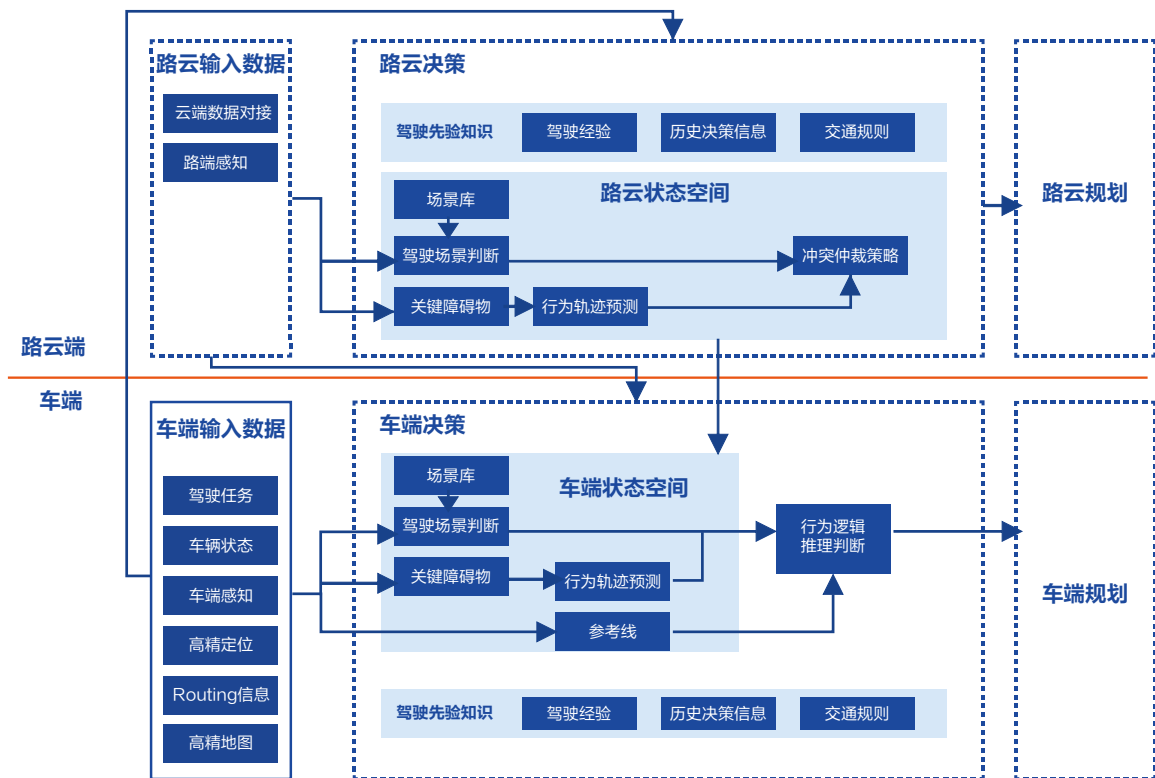 路云输入数据
云端数据对接
路端感知
路云决策
驾驶先验知识
驾驶经验
历史决策信息
交通规则
路云状态空间
场景库
驾驶场景判断
冲突仲裁策略
关键障碍物
行为轨迹预测
路云规划
路云端
车端
车端输入数据
驾驶任务
车辆状态
车端感知
高精定位
Routing信息
高精地图
车端决策
车端状态空间
场景库
驾驶场景判断
关键障碍物
行为轨迹预测
参考线
行为逻辑
推理判断
驾驶先验知识
驾驶经验
历史决策信息
交通规则
车端规划